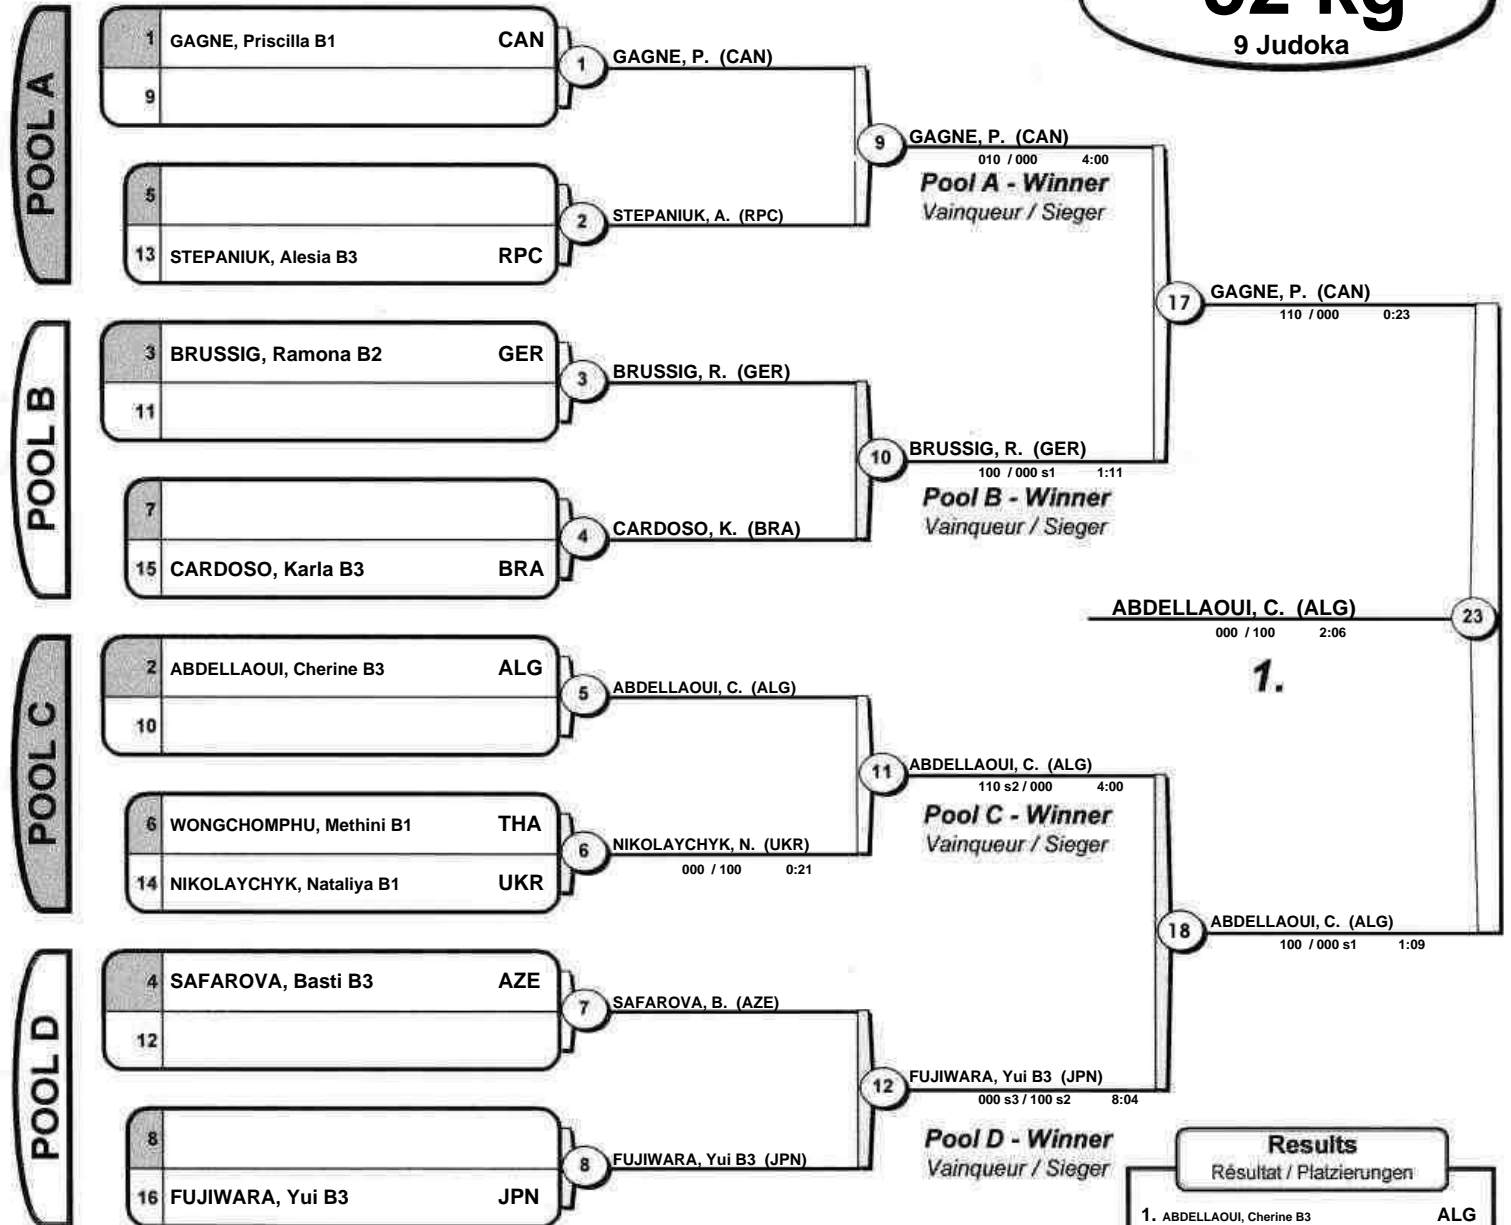 52 kg
9 Judoka
POOL A
1 GAGNE, Priscilla B1 CAN
9
1 GAGNE, P. (CAN)
5
13 STEPANIUK, Alesia B3 RPC
2 STEPANIUK, A. (RPC)
9 GAGNE, P. (CAN)
010 / 000 4:00
Pool A - Winner
Vainqueur / Sieger
POOL B
3 BRUSSIG, Ramona B2 GER
11
3 BRUSSIG, R. (GER)
7
15 CARDOSO, Karla B3 BRA
4 CARDOSO, K. (BRA)
10 BRUSSIG, R. (GER)
100 / 000 s1 1:11
Pool B - Winner
Vainqueur / Sieger
17 GAGNE, P. (CAN)
110 / 000 0:23
POOL C
2 ABDELLAOUI, Cherine B3 ALG
10
5 ABDELLAOUI, C. (ALG)
6 WONGCHOMPHU, Methini B1 THA
14 NIKOLAYCHYK, Nataliya B1 UKR
6 NIKOLAYCHYK, N. (UKR)
000 / 100 0:21
11 ABDELLAOUI, C. (ALG)
110 s2 / 000 4:00
Pool C - Winner
Vainqueur / Sieger
POOL D
4 SAFAROVA, Basti B3 AZE
12
7 SAFAROVA, B. (AZE)
8
16 FUJIWARA, Yui B3 JPN
8 FUJIWARA, Yui B3 (JPN)
12 FUJIWARA, Yui B3 (JPN)
000 s3 / 100 s2 8:04
Pool D - Winner
Vainqueur / Sieger
18 ABDELLAOUI, C. (ALG)
100 / 000 s1 1:09
ABDELLAOUI, C. (ALG) 23
000 / 100 2:06
1.
Results
Résultat / Platzierungen
1. ABDELLAOUI, Cherine B3 ALG